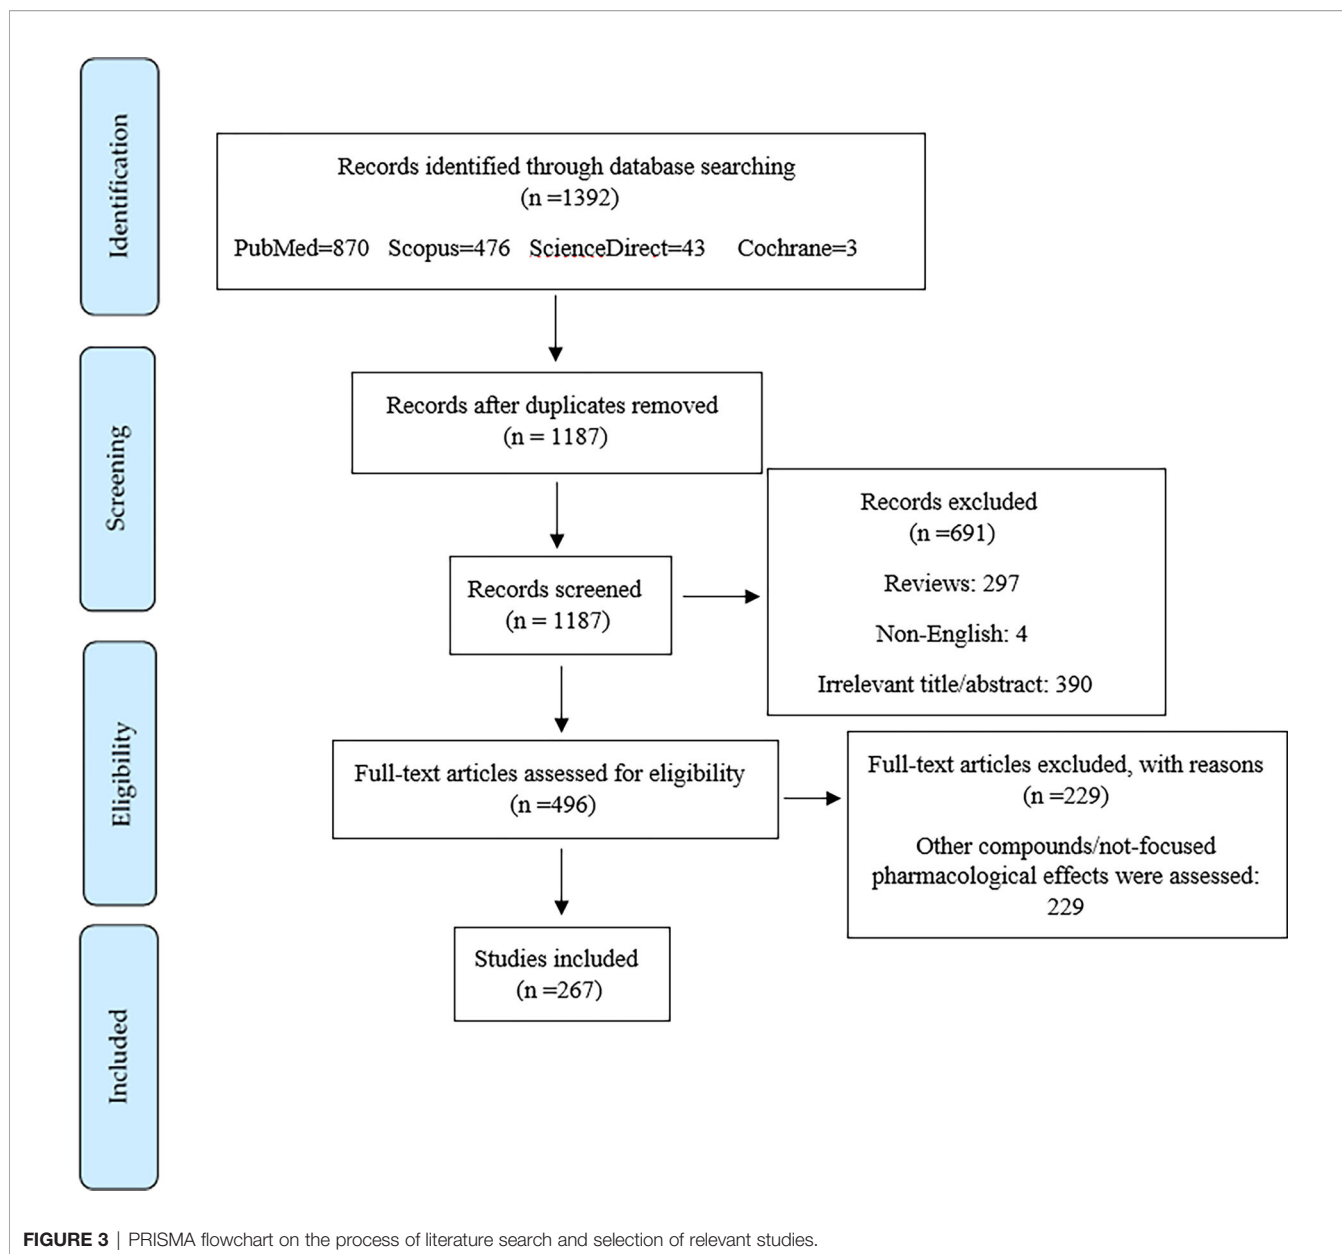 Identification
Records identified through database searching
(n =1392)
PubMed=870 Scopus=476 ScienceDirect=43 Cochrane=3
Screening
Records after duplicates removed
(n = 1187)
Records screened
(n = 1187)
Records excluded
(n =691)
Reviews: 297
Non-English: 4
Irrelevant title/abstract: 390
Eligibility
Full-text articles assessed for eligibility
(n =496)
Full-text articles excluded, with reasons
(n =229)
Other compounds/not-focused
pharmacological effects were assessed:
229
Included
Studies included
(n =267)
FIGURE 3 | PRISMA flowchart on the process of literature search and selection of relevant studies.